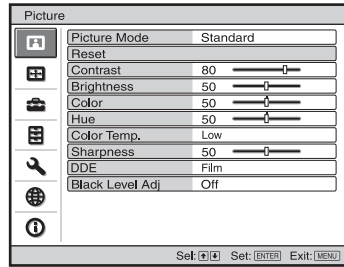 Picture
Picture Mode Standard
Reset
Contrast 80
Brightness 50
Color 50
Hue 50
Color Temp. Low
Sharpness 50
DDE Film
Black Level Adj Off
Sel: Set: ENTER Exit: MENU